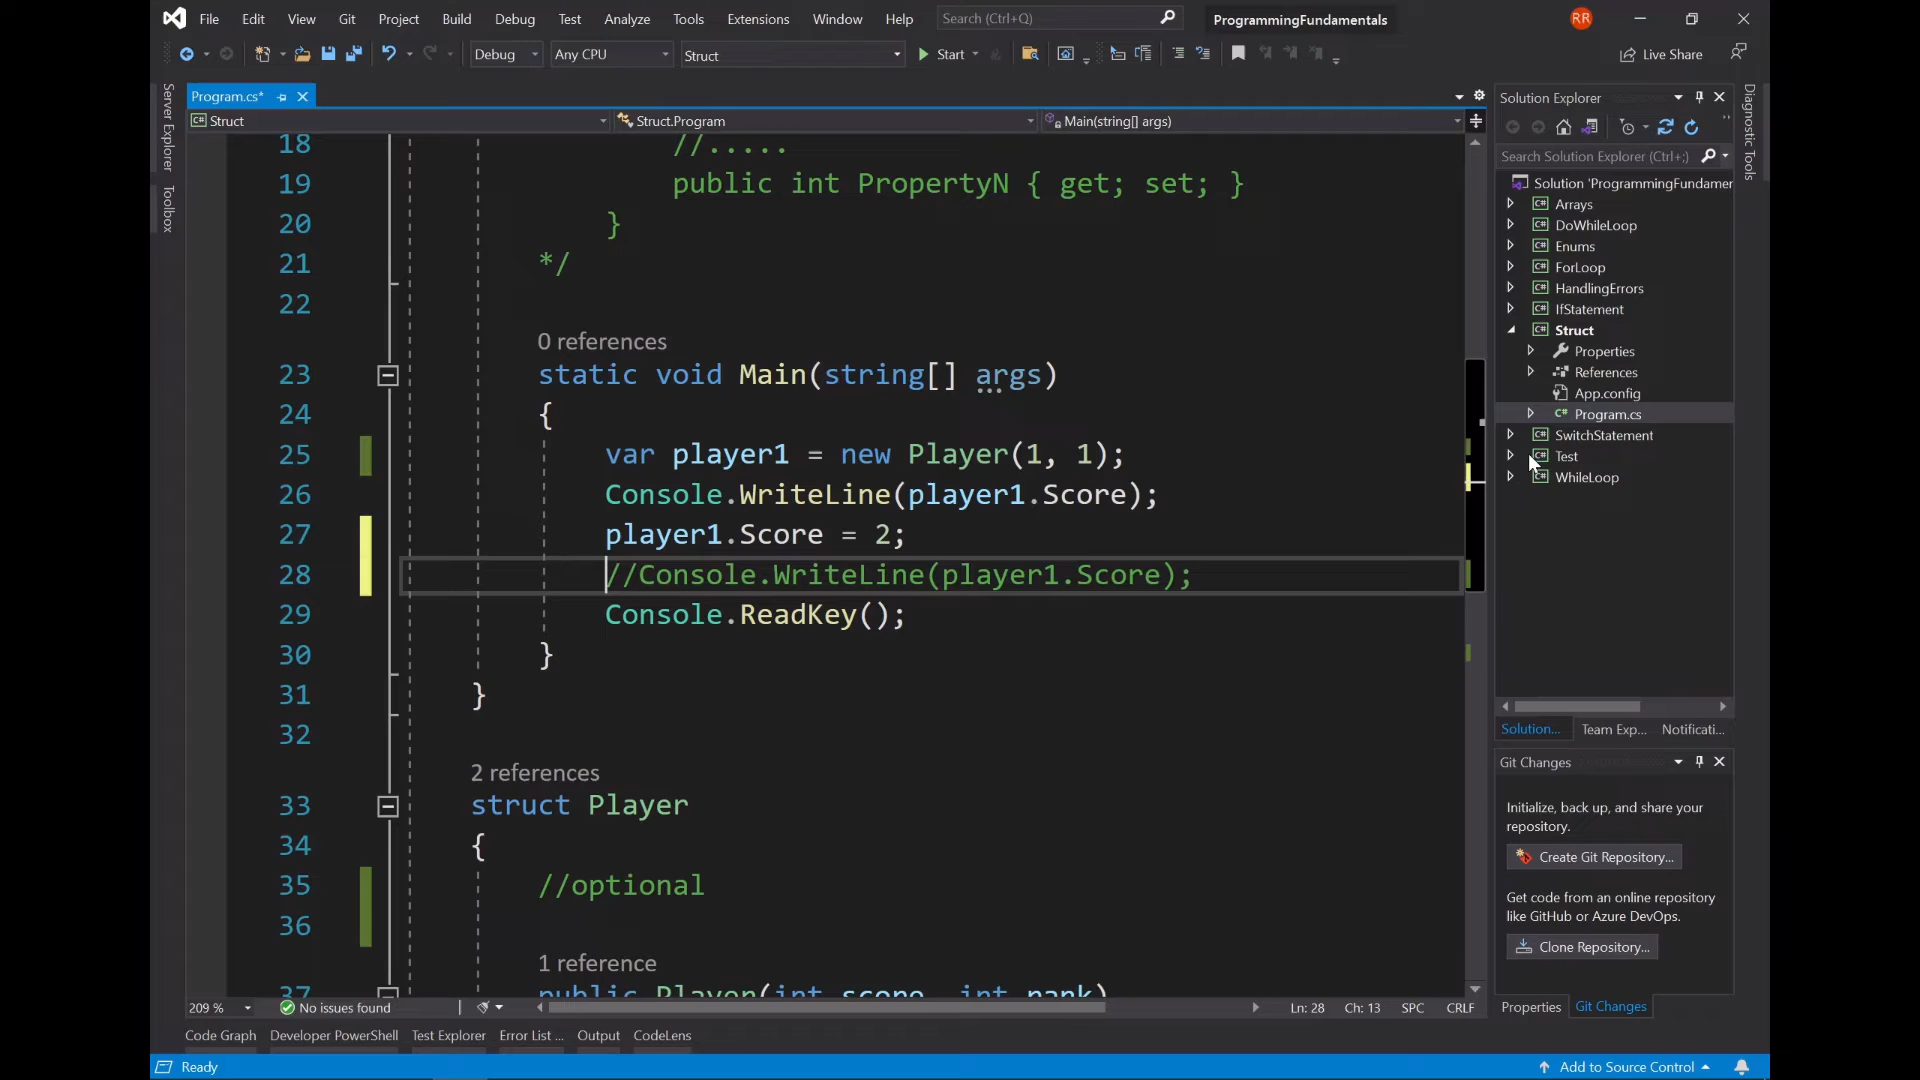 File Edit View Git Project Build Debug Test Analyze Tools Extensions Window Help Search (Ctrl+Q) ProgrammingFundamentals RR
Debug Any CPU Struct Start Live Share
Server Explorer
Toolbox
Program.cs*
Struct Struct.Program Main(string[] args)
18 //.....
19 public int PropertyN { get; set; }
20 }
21 */
22
0 references
23 static void Main(string[] args)
24 {
25 var player1 = new Player(1, 1);
26 Console.WriteLine(player1.Score);
27 player1.Score = 2;
28 //Console.WriteLine(player1.Score);
29 Console.ReadKey();
30 }
31 }
32
2 references
33 struct Player
34 {
35 //optional
36
1 reference
37 public Player(int score, int rank)
209 % No issues found Ln: 28 Ch: 13 SPC CRLF
Code Graph Developer PowerShell Test Explorer Error List ... Output CodeLens
Ready Add to Source Control
Solution Explorer
Search Solution Explorer (Ctrl+;)
Solution 'ProgrammingFundamer
C# Arrays
C# DoWhileLoop
C# Enums
C# ForLoop
C# HandlingErrors
C# IfStatement
C# Struct
Properties
References
App.config
C# Program.cs
C# SwitchStatement
C# Test
C# WhileLoop
Solution... Team Exp... Notificati...
Git Changes
Initialize, back up, and share your
repository.
Create Git Repository...
Get code from an online repository
like GitHub or Azure DevOps.
Clone Repository...
Properties Git Changes
Diagnostic Tools